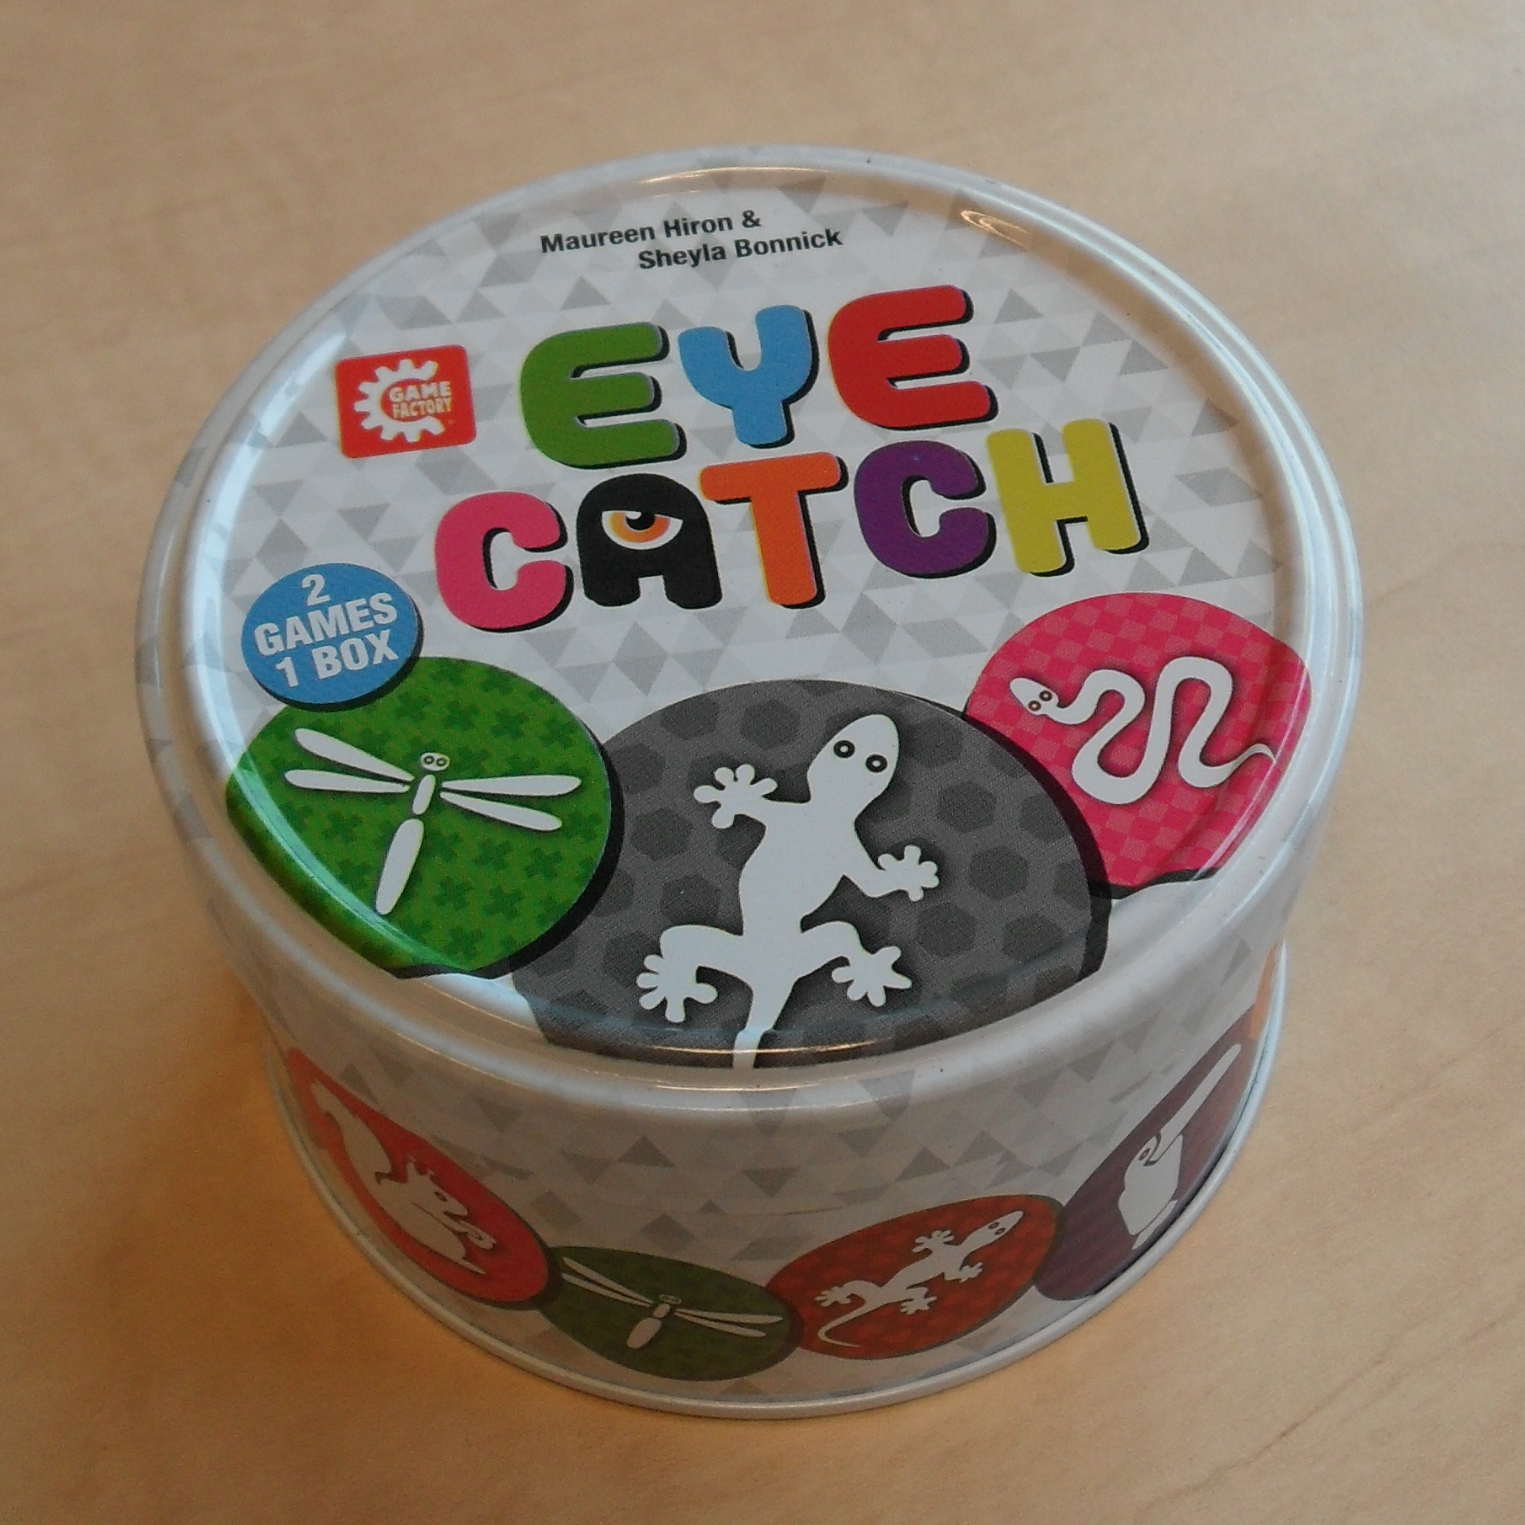 Maureen Hiron &
Sheyla Bonnick
EYE
CATCH
GAME
FACTORY
2
GAMES
1 BOX